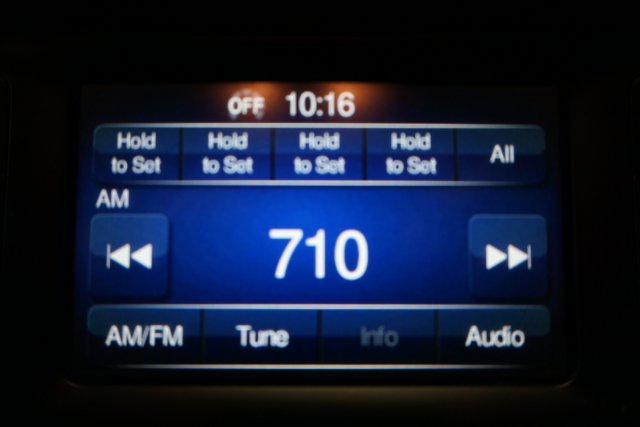 OFF 10:16
Hold to Set
Hold to Set
Hold to Set
Hold to Set
All
AM
710
AM/FM Tune Info Audio